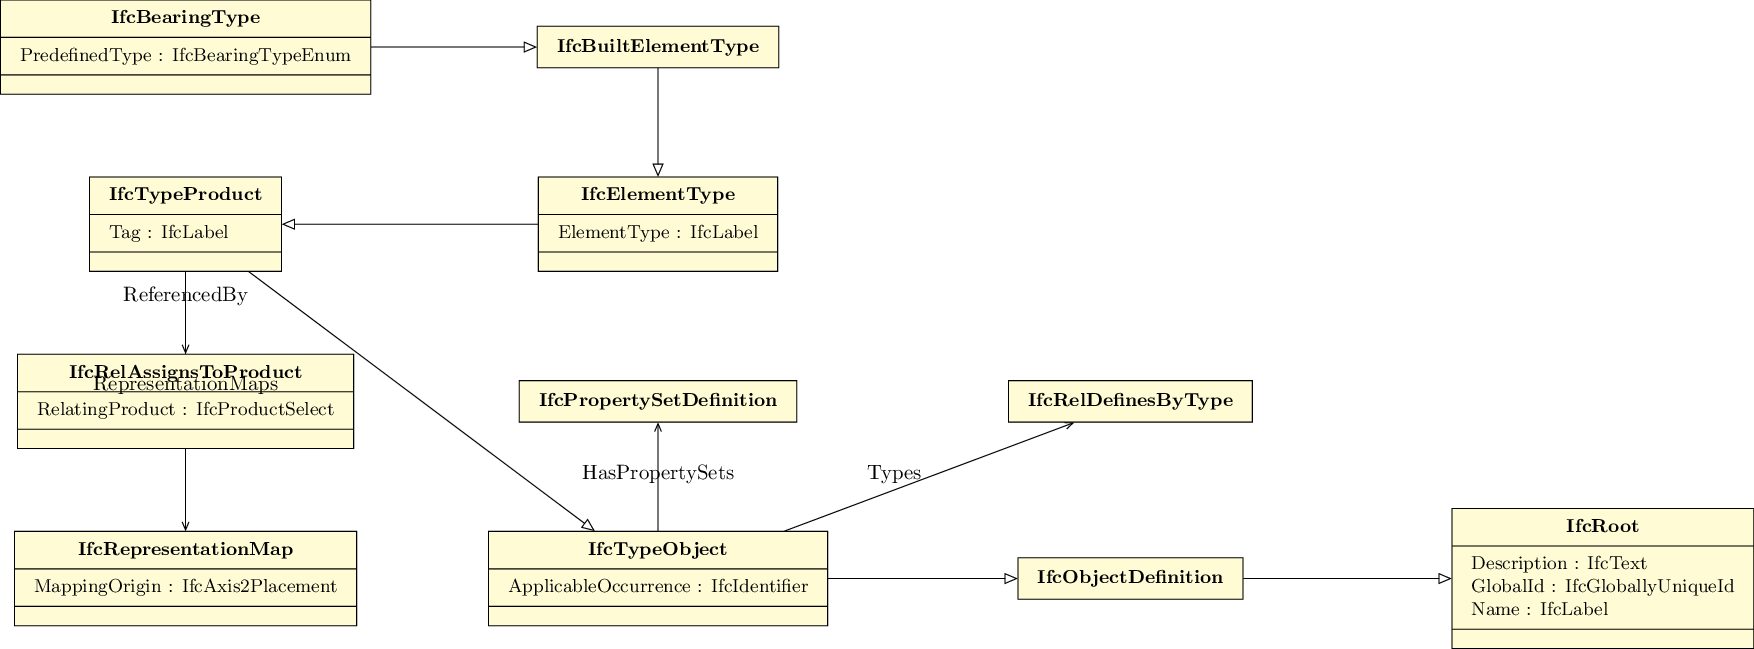 IfcBearingType
PredefinedType : IfcBearingTypeEnum
IfcBuiltElementType
IfcTypeProduct
Tag : IfcLabel
IfcElementType
ElementType : IfcLabel
ReferencedBy
IfcRelAssignsToProduct
RepresentationMaps
RelatingProduct : IfcProductSelect
IfcPropertySetDefinition
IfcRelDefinesByType
HasPropertySets
Types
IfcRepresentationMap
MappingOrigin : IfcAxis2Placement
IfcTypeObject
ApplicableOccurrence : IfcIdentifier
IfcObjectDefinition
IfcRoot
Description : IfcText
GlobalId : IfcGloballyUniqueId
Name : IfcLabel